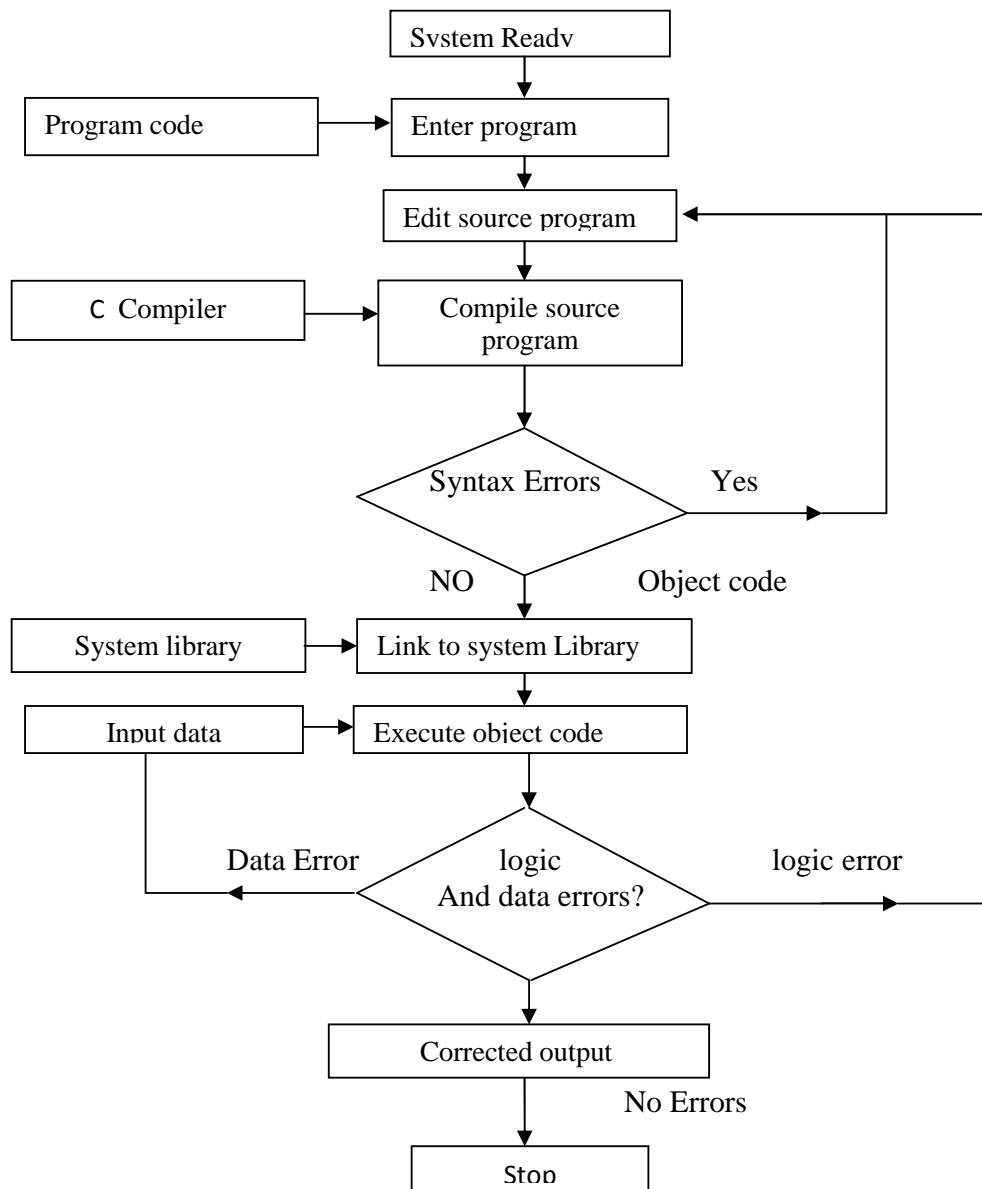 System Ready
Program code
Enter program
Edit source program
C Compiler
Compile source
program
Syntax Errors
Yes
NO
Object code
System library
Link to system Library
Input data
Execute object code
Data Error
logic
And data errors?
logic error
Corrected output
No Errors
Stop